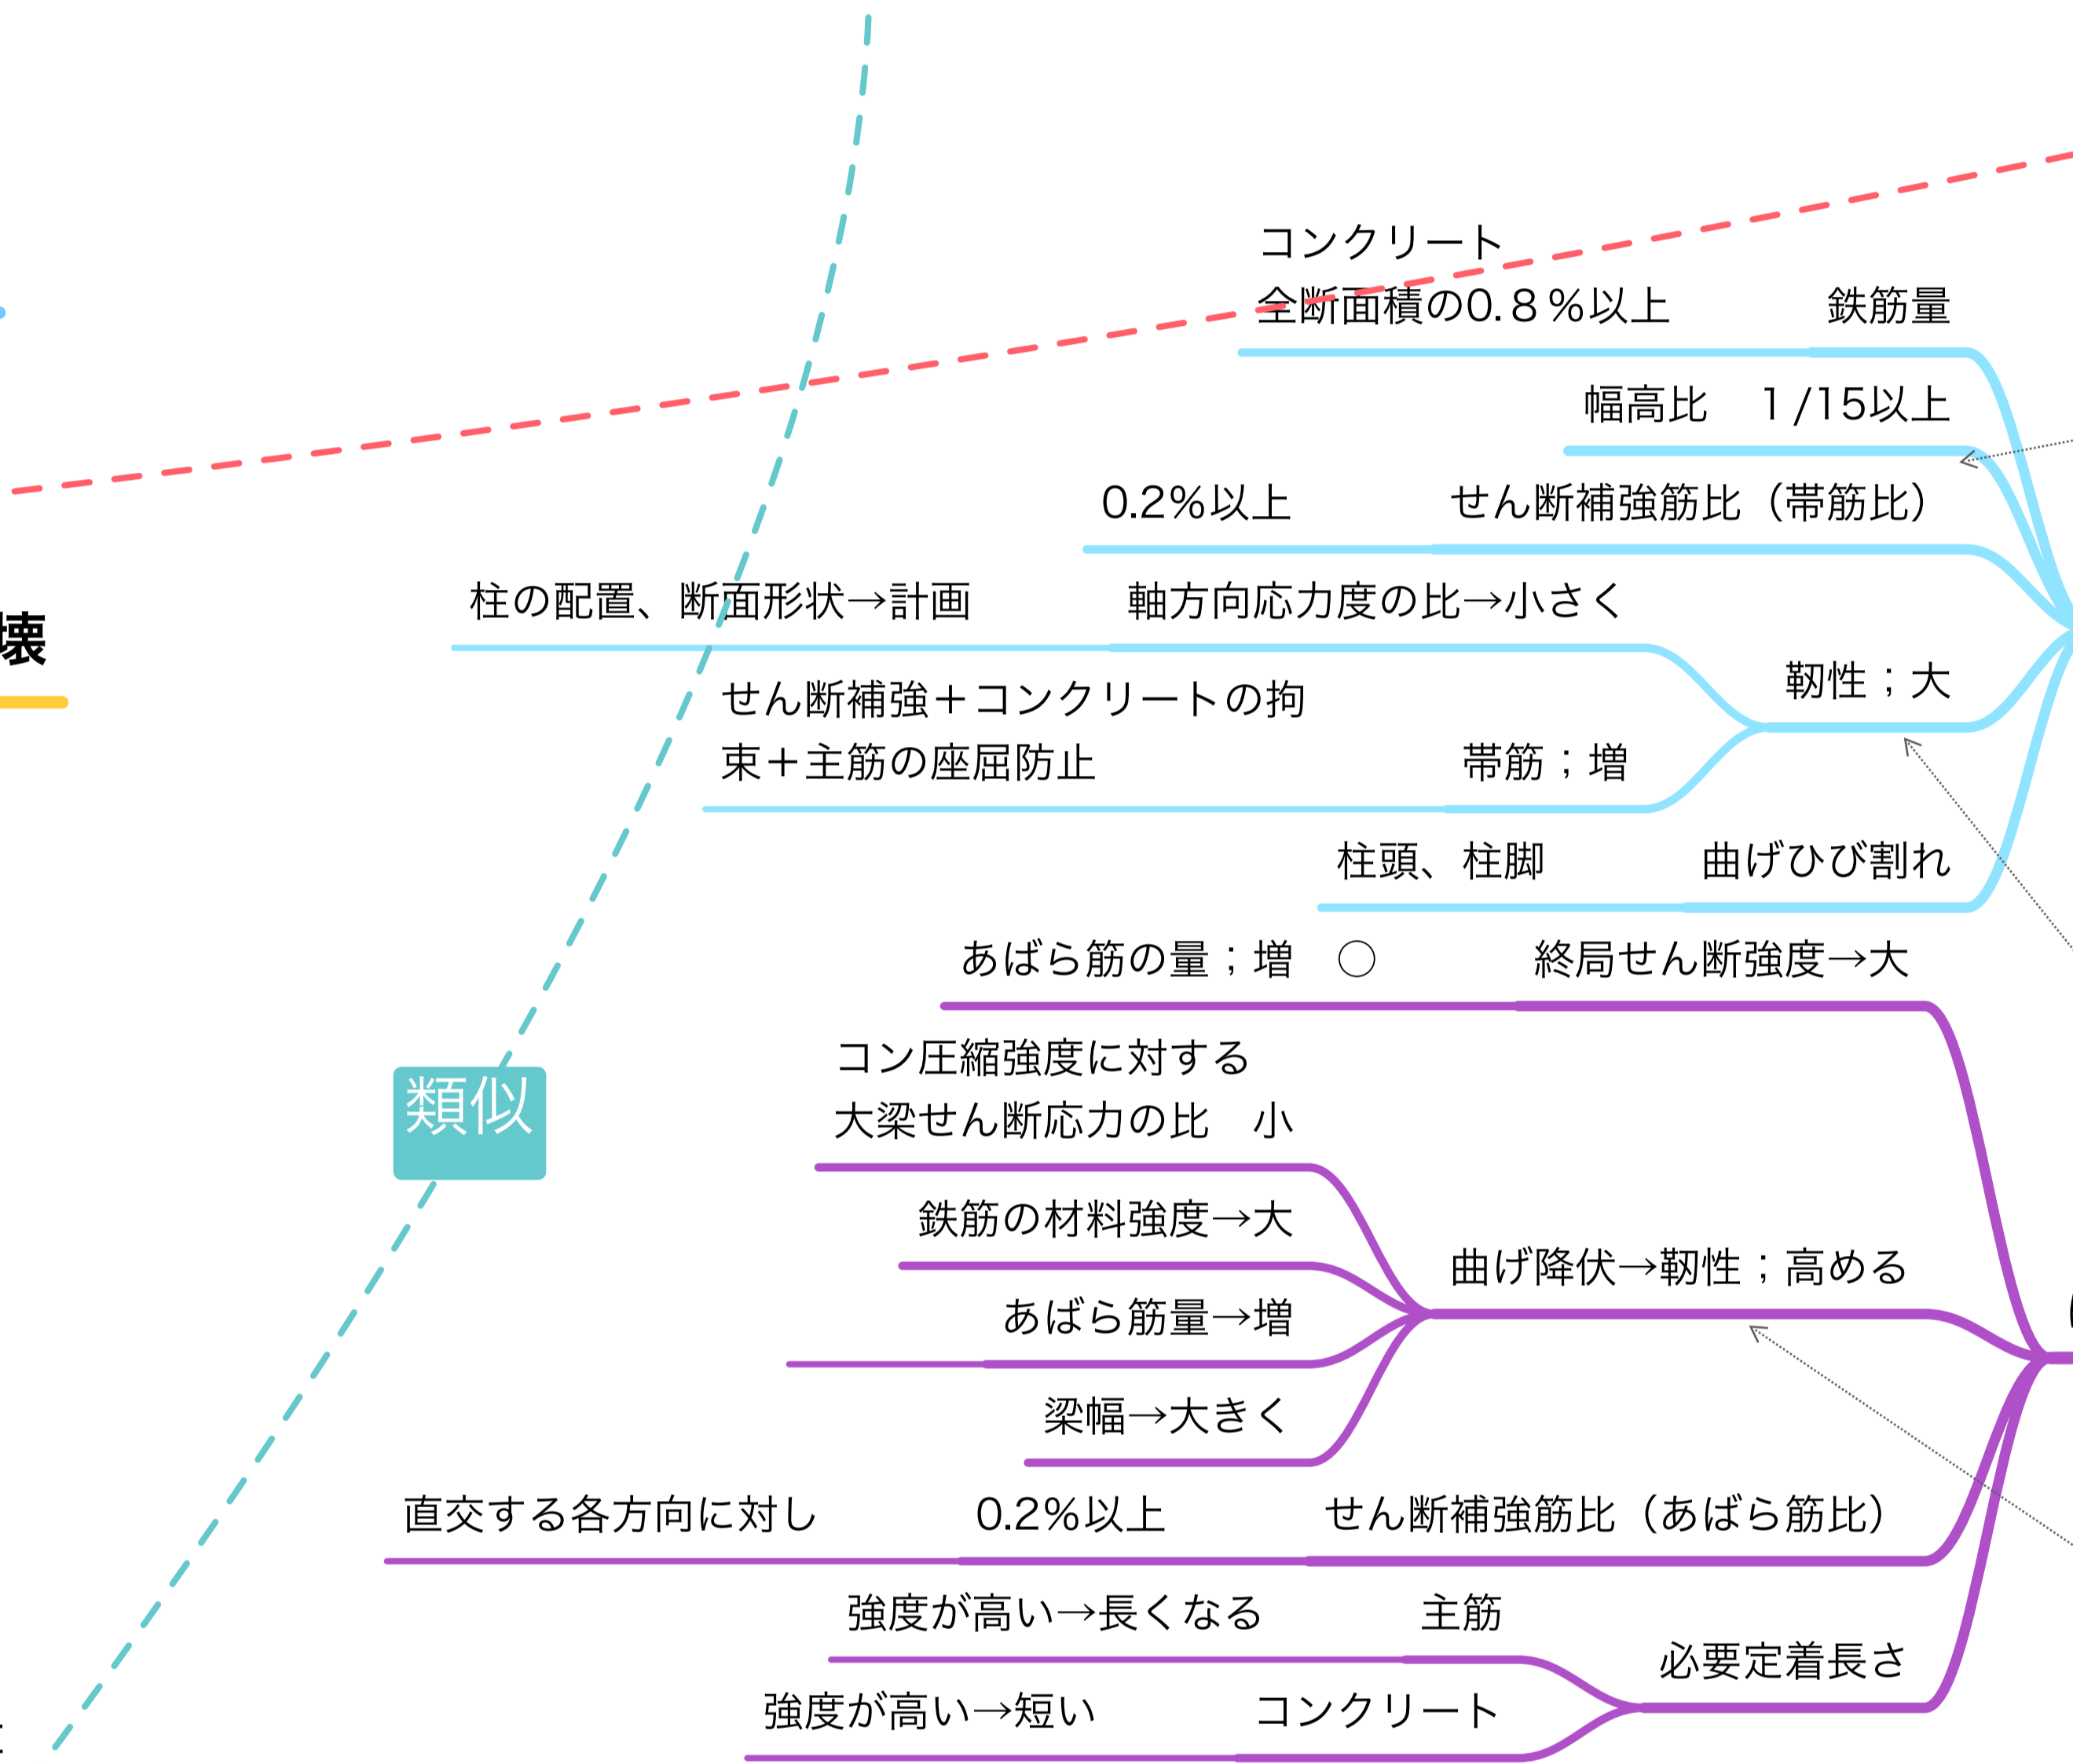 コンクリート
全断面積の0.8%以上
鉄筋量
幅高比　1/15以上
0.2%以上
せん断補強筋比（帯筋比）
壊
柱の配置、断面形状→計画
軸方向応力度の比→小さく
靭性；大
せん断補強＋コンクリートの拘
束＋主筋の座屈防止
帯筋；増
柱頭、柱脚
曲げひび割れ
あばら筋の量；増　◯
終局せん断強度→大
コン圧縮強度に対する
大梁せん断応力の比　小
類似
鉄筋の材料強度→大
曲げ降伏→靭性；高める
あばら筋量→増
梁幅→大きく
直交する各方向に対し
0.2%以上
せん断補強筋比（あばら筋比）
強度が高い→長くなる
主筋
必要定着長さ
強度が高い→短い
コンクリート